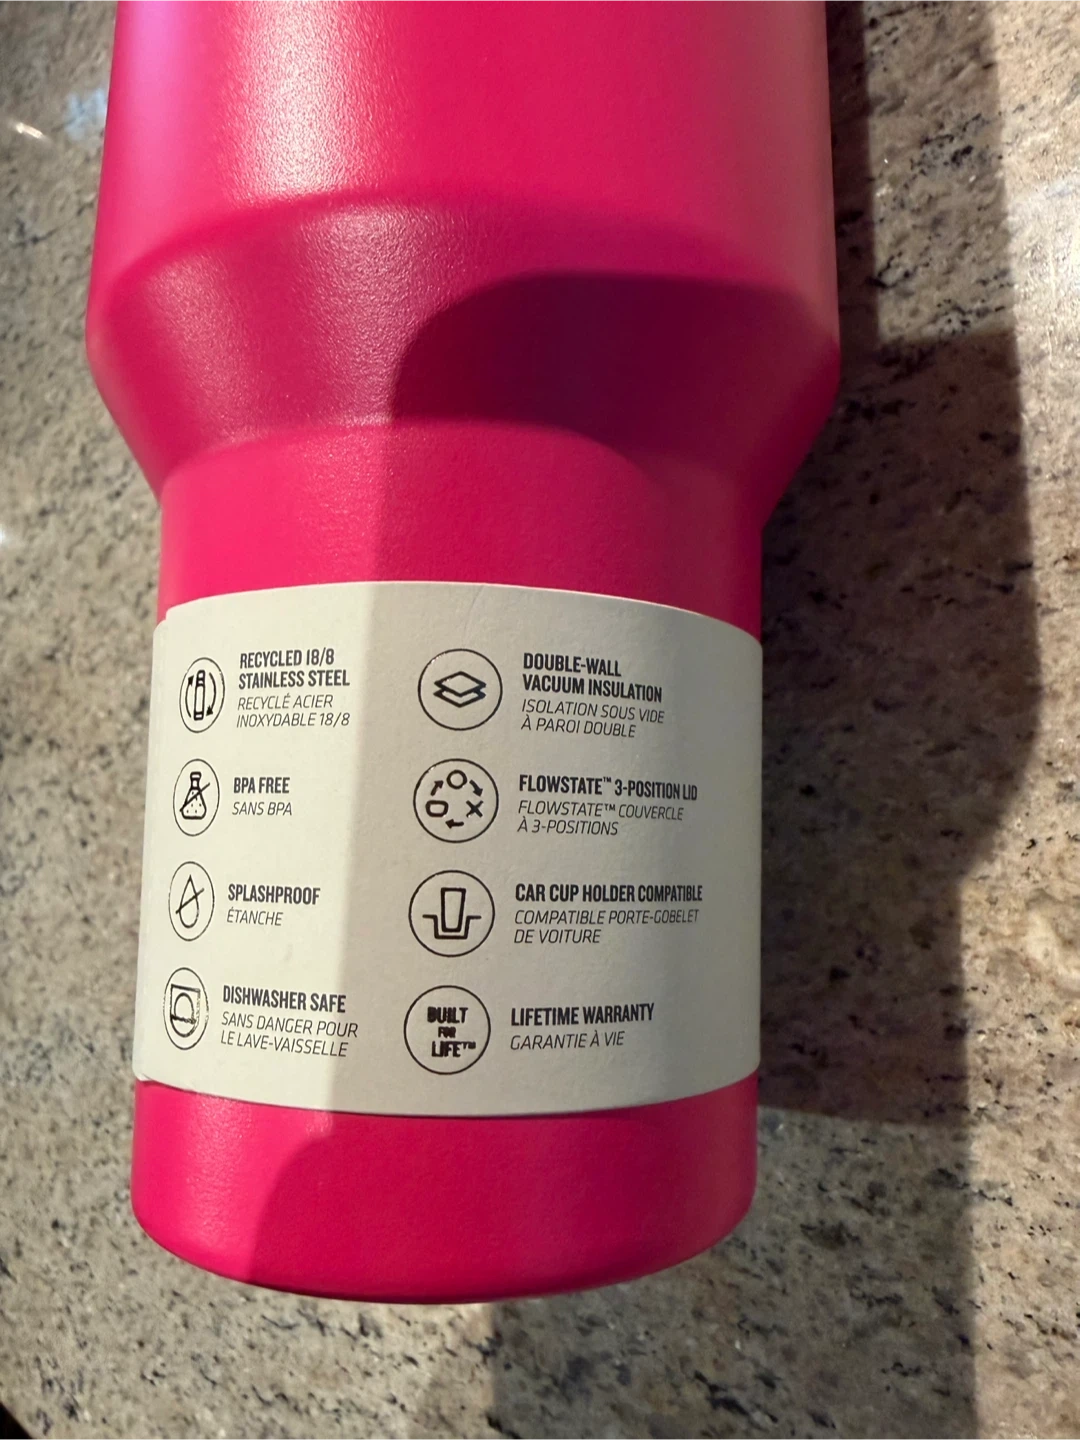 RECYCLED 18/8
STAINLESS STEEL
RECYCLÉ ACIER
INOXYDABLE 18/8
BPA FREE
SANS BPA
SPLASHPROOF
ÉTANCHE
DISHWASHER SAFE
SANS DANGER POUR
LE LAVE-VAISSELLE
DOUBLE-WALL
VACUUM INSULATION
ISOLATION SOUS VIDE
À PAROI DOUBLE
FLOWSTATE™ 3-POSITION LID
FLOWSTATE™ COUVERCLE
À 3-POSITIONS
CAR CUP HOLDER COMPATIBLE
COMPATIBLE PORTE-GOBELET
DE VOITURE
BUILT
FOR
LIFE™
LIFETIME WARRANTY
GARANTIE À VIE